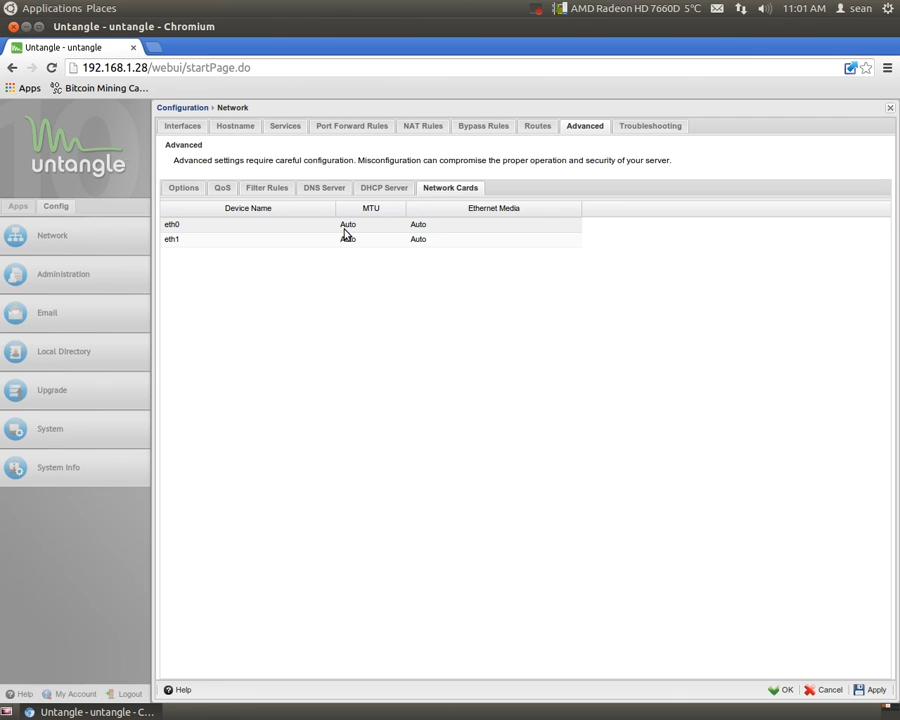 Applications Places
AMD Radeon HD 7660D 5°C 11:01 AM sean
Untangle - untangle - Chromium
Untangle - untangle
192.168.1.28/webui/startPage.do
Apps Bitcoin Mining Ca...
10
untangle
Configuration Network
Interfaces Hostname Services Port Forward Rules NAT Rules Bypass Rules Routes Advanced Troubleshooting
Advanced
Advanced settings require careful configuration. Misconfiguration can compromise the proper operation and security of your server.
Options QoS Filter Rules DNS Server DHCP Server Network Cards
Device Name MTU Ethernet Media
eth0 Auto Auto
eth1 Auto Auto
Apps Config
Network
Administration
Email
Local Directory
Upgrade
System
System Info
Help My Account Logout
Help OK Cancel Apply
Untangle - untangle - C...